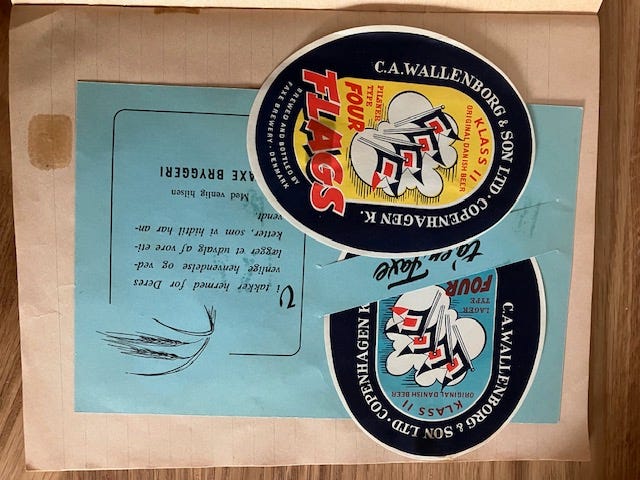 Vi takker hermed for Deres
venlige henvendelse og ved-
lægger et udvalg af vore eti-
ketter, som vi hidtil har an-
vendt.
Med venlig hilsen
FAXE BRYGGERI
ta' en Faxe
C.A. WALLENBORG & SON LTD · COPENHAGEN K.
KLASS II
ORIGINAL DANISH BEER
PILSNER
TYPE
FOUR
FLAGS
BREWED AND BOTTLED BY
FAXE BREWERY · DENMARK
C.A. WALLENBORG & SON LTD · COPENHAGEN K
KLASS II
ORIGINAL DANISH BEER
LAGER
TYPE
FOUR